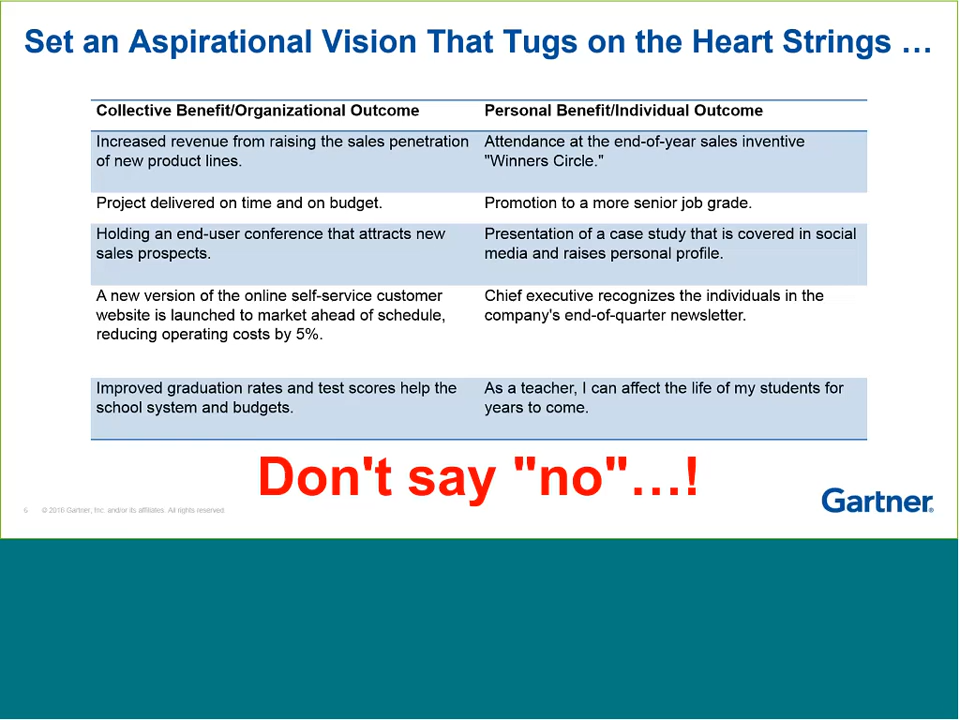 Set an Aspirational Vision That Tugs on the Heart Strings …
Collective Benefit/Organizational Outcome
Personal Benefit/Individual Outcome
Increased revenue from raising the sales penetration
of new product lines.
Attendance at the end-of-year sales inventive
"Winners Circle."
Project delivered on time and on budget.
Promotion to a more senior job grade.
Holding an end-user conference that attracts new
sales prospects.
Presentation of a case study that is covered in social
media and raises personal profile.
A new version of the online self-service customer
website is launched to market ahead of schedule,
reducing operating costs by 5%.
Chief executive recognizes the individuals in the
company's end-of-quarter newsletter.
Improved graduation rates and test scores help the
school system and budgets.
As a teacher, I can affect the life of my students for
years to come.
Don't say "no"…!
6 © 2016 Gartner, Inc. and/or its affiliates. All rights reserved.
Gartner®